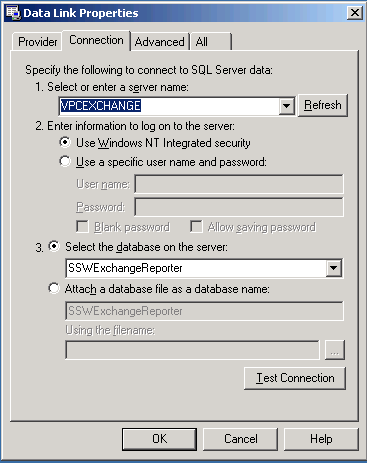 Data Link Properties
Provider Connection Advanced All
Specify the following to connect to SQL Server data:
1. Select or enter a server name:
VPCEXCHANGE Refresh
2. Enter information to log on to the server:
Use Windows NT Integrated security
Use a specific user name and password:
User name:
Password:
Blank password Allow saving password
3. Select the database on the server:
SSWExchangeReporter
Attach a database file as a database name:
SSWExchangeReporter
Using the filename:
...
Test Connection
OK Cancel Help